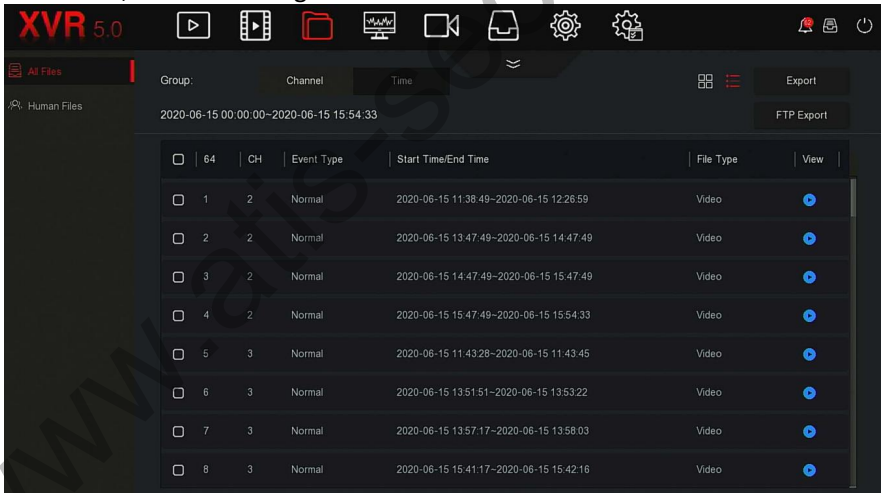 XVR 5.0
All Files
Human Files
Group: Channel Time
Export
2020-06-15 00:00:00~2020-06-15 15:54:33
FTP Export
64 CH Event Type Start Time/End Time File Type View
1 2 Normal 2020-06-15 11:38:49~2020-06-15 12:26:59 Video
2 2 Normal 2020-06-15 13:47:49~2020-06-15 14:47:49 Video
3 2 Normal 2020-06-15 14:47:49~2020-06-15 15:47:49 Video
4 2 Normal 2020-06-15 15:47:49~2020-06-15 15:54:33 Video
5 3 Normal 2020-06-15 11:43:28~2020-06-15 11:43:45 Video
6 3 Normal 2020-06-15 13:51:51~2020-06-15 13:53:22 Video
7 3 Normal 2020-06-15 13:57:17~2020-06-15 13:58:03 Video
8 3 Normal 2020-06-15 15:41:17~2020-06-15 15:42:16 Video